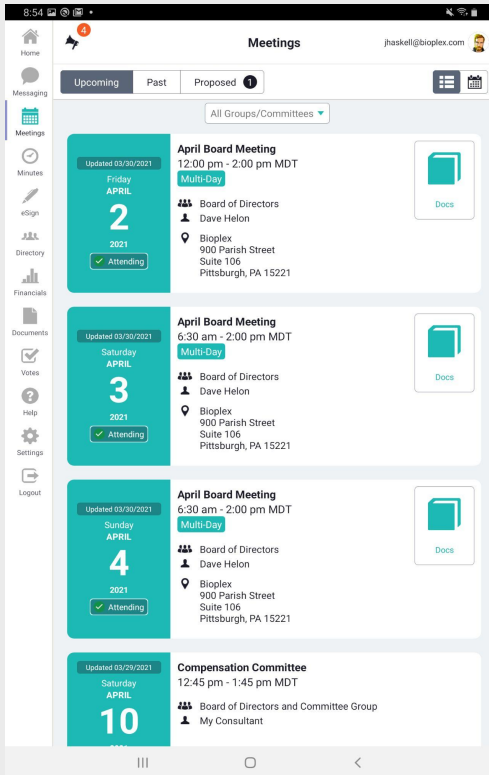 8:54
4
Meetings
jhaskell@bioplex.com
Home
Messaging
Meetings
Minutes
eSign
Directory
Financials
Documents
Votes
Help
Settings
Logout
Upcoming Past Proposed 1
All Groups/Committees
Updated 03/30/2021
Friday
APRIL
2
2021
Attending
April Board Meeting
12:00 pm - 2:00 pm MDT
Multi-Day
Board of Directors
Dave Helon
Bioplex
900 Parish Street
Suite 106
Pittsburgh, PA 15221
Docs
Updated 03/30/2021
Saturday
APRIL
3
2021
Attending
April Board Meeting
6:30 am - 2:00 pm MDT
Multi-Day
Board of Directors
Dave Helon
Bioplex
900 Parish Street
Suite 106
Pittsburgh, PA 15221
Docs
Updated 03/30/2021
Sunday
APRIL
4
2021
Attending
April Board Meeting
6:30 am - 2:00 pm MDT
Multi-Day
Board of Directors
Dave Helon
Bioplex
900 Parish Street
Suite 106
Pittsburgh, PA 15221
Docs
Updated 03/29/2021
Saturday
APRIL
10
Compensation Committee
12:45 pm - 1:45 pm MDT
Board of Directors and Committee Group
My Consultant